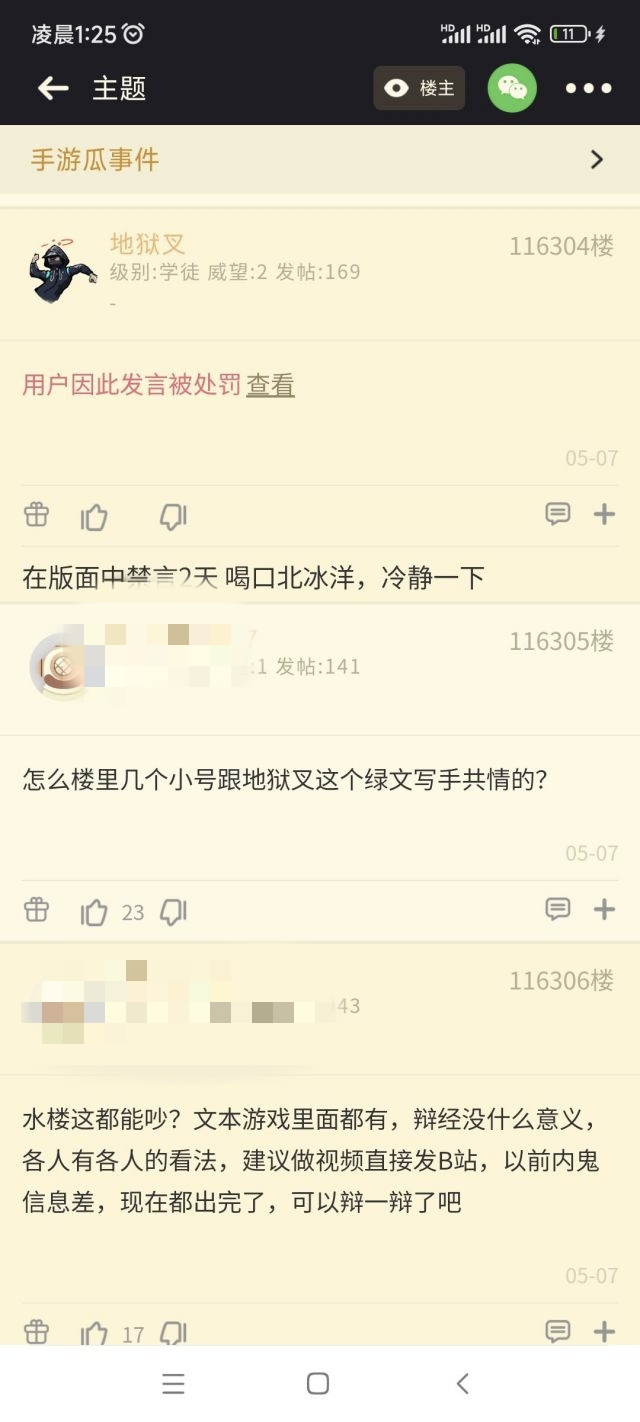 凌晨1:25
HD HD 11
主题
楼主
手游瓜事件
地狱叉
116304楼
级别:学徒 威望:2 发帖:169
-
用户因此发言被处罚 查看
05-07
在版面中禁言2天 喝口北冰洋，冷静一下
7
116305楼
:1 发帖:141
怎么楼里几个小号跟地狱叉这个绿文写手共情的?
05-07
23
116306楼
43
水楼这都能吵？文本游戏里面都有，辩经没什么意义，
各人有各人的看法，建议做视频直接发B站，以前内鬼
信息差，现在都出完了，可以辩一辩了吧
05-07
17